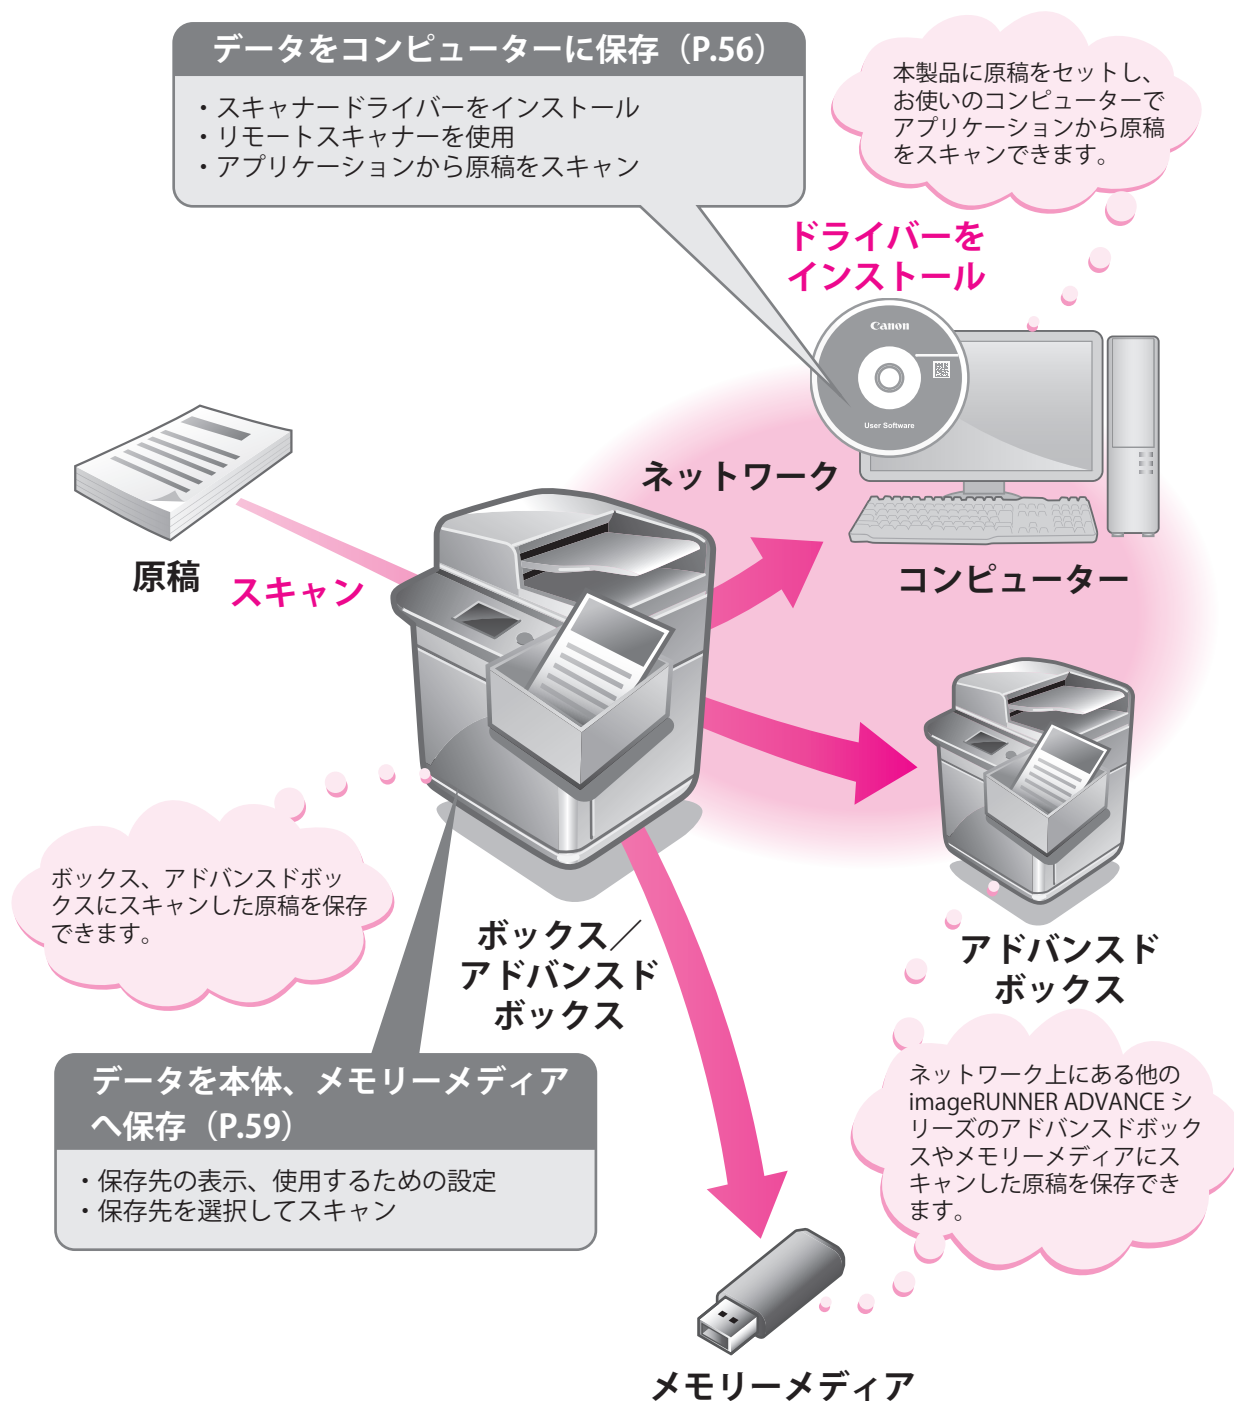 データをコンピューターに保存（P.56）
・スキャナードライバーをインストール
・リモートスキャナーを使用
・アプリケーションから原稿をスキャン
本製品に原稿をセットし、
お使いのコンピューターで
アプリケーションから原稿
をスキャンできます。
ドライバーを
インストール
Canon
User Software
ネットワーク
コンピューター
原稿
スキャン
ボックス、アドバンスドボッ
クスにスキャンした原稿を保存
できます。
ボックス／
アドバンスド
ボックス
アドバンスド
ボックス
データを本体、メモリーメディア
へ保存（P.59）
・保存先の表示、使用するための設定
・保存先を選択してスキャン
ネットワーク上にある他の
imageRUNNER ADVANCE シ
リーズのアドバンスドボック
スやメモリーメディアにス
キャンした原稿を保存でき
ます。
メモリーメディア